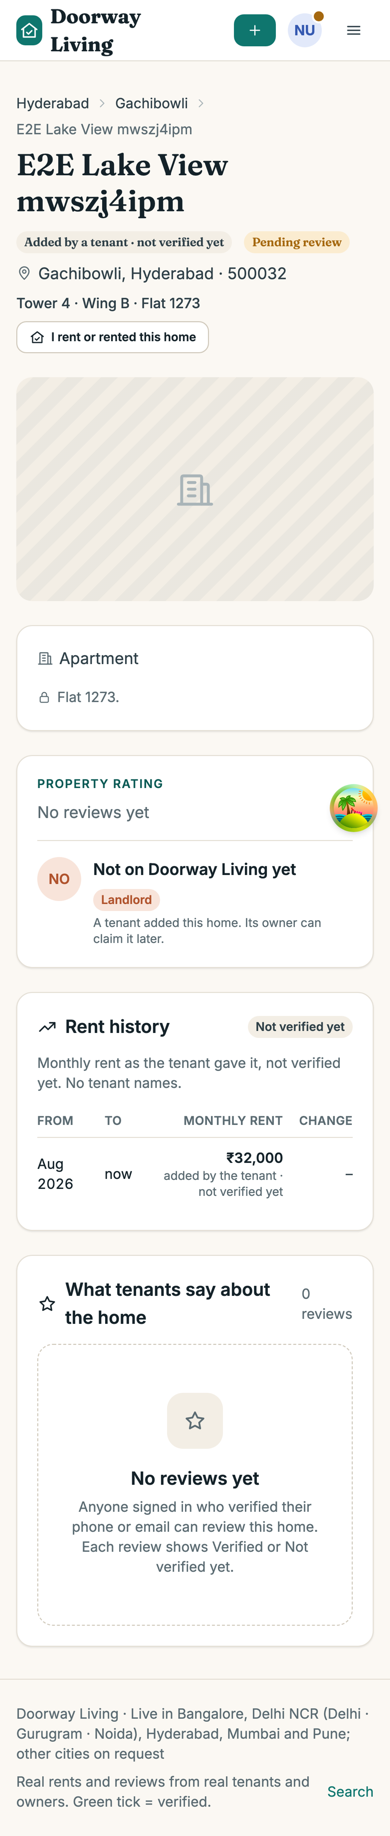 Doorway
Living
NU
Hyderabad
Gachibowli
E2E Lake View mwszj4ipm
E2E Lake View
mwszj4ipm
Added by a tenant · not verified yet
Pending review
Gachibowli, Hyderabad · 500032
Tower 4 · Wing B · Flat 1273
I rent or rented this home
Apartment
Flat 1273.
PROPERTY RATING
No reviews yet
NO
Not on Doorway Living yet
Landlord
A tenant added this home. Its owner can
claim it later.
Rent history
Not verified yet
Monthly rent as the tenant gave it, not verified
yet. No tenant names.
FROM TO MONTHLY RENT CHANGE
Aug
2026
now
₹32,000
added by the tenant ·
not verified yet
–
What tenants say about
the home
0
reviews
No reviews yet
Anyone signed in who verified their
phone or email can review this home.
Each review shows Verified or Not
verified yet.
Doorway Living · Live in Bangalore, Delhi NCR (Delhi ·
Gurugram · Noida), Hyderabad, Mumbai and Pune;
other cities on request
Real rents and reviews from real tenants and
owners. Green tick = verified.
Search